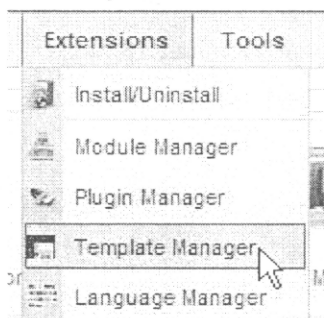 Extensions Tools
Install/Uninstall
Module Manager
Plugin Manager
Template Manager
Language Manager